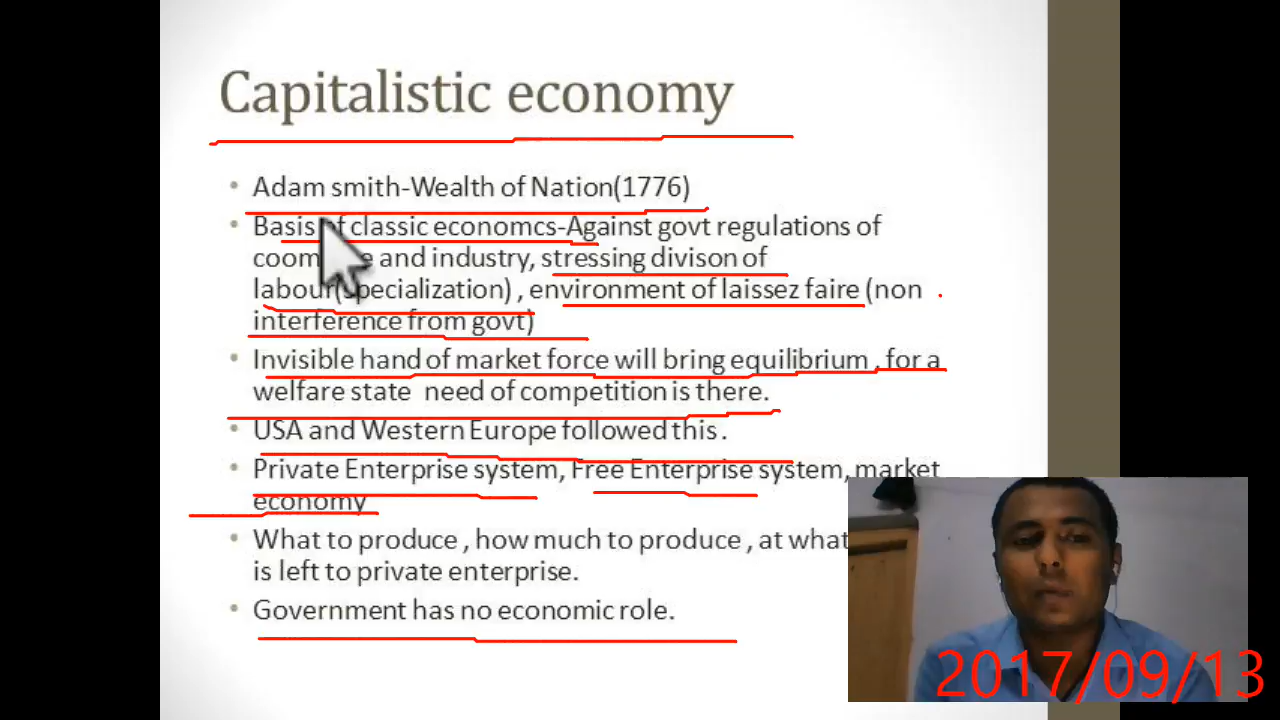 Capitalistic economy
• Adam smith-Wealth of Nation(1776)
• Basis of classic economcs-Against govt regulations of
and industry, stressing divison of
labour(specialization) , environment of laissez faire (non
interference from govt)
• Invisible hand of market force will bring equilibrium , for a
welfare state need of competition is there.
• USA and Western Europe followed this .
• Private Enterprise system, Free Enterprise system, market
economy
• What to produce , how much to produce , at what
is left to private enterprise.
• Government has no economic role.
2017/09/13